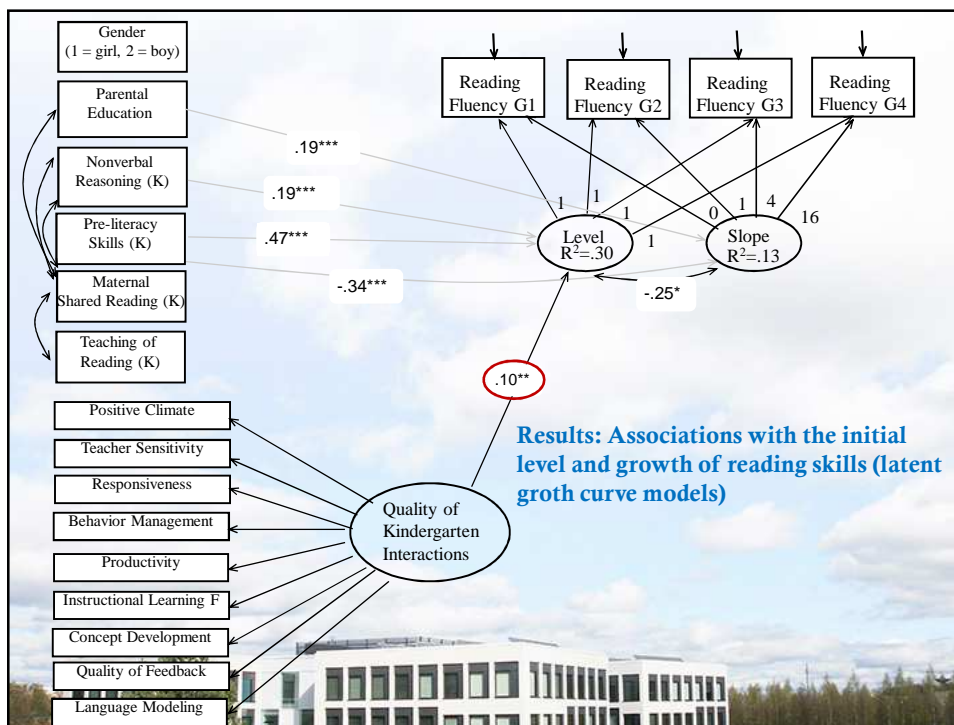 Gender
(1 = girl, 2 = boy)
Parental
Education
Nonverbal
Reasoning (K)
Pre-literacy
Skills (K)
Maternal
Shared Reading (K)
Teaching of
Reading (K)
Reading
Fluency G1
Reading
Fluency G2
Reading
Fluency G3
Reading
Fluency G4
.19***
.19***
.47***
-.34***
1
1
1
1
0
1
4
16
Level
R²=.30
Slope
R²=.13
-.25*
.10**
Results: Associations with the initial
level and growth of reading skills (latent
groth curve models)
Quality of
Kindergarten
Interactions
Positive Climate
Teacher Sensitivity
Responsiveness
Behavior Management
Productivity
Instructional Learning F
Concept Development
Quality of Feedback
Language Modeling